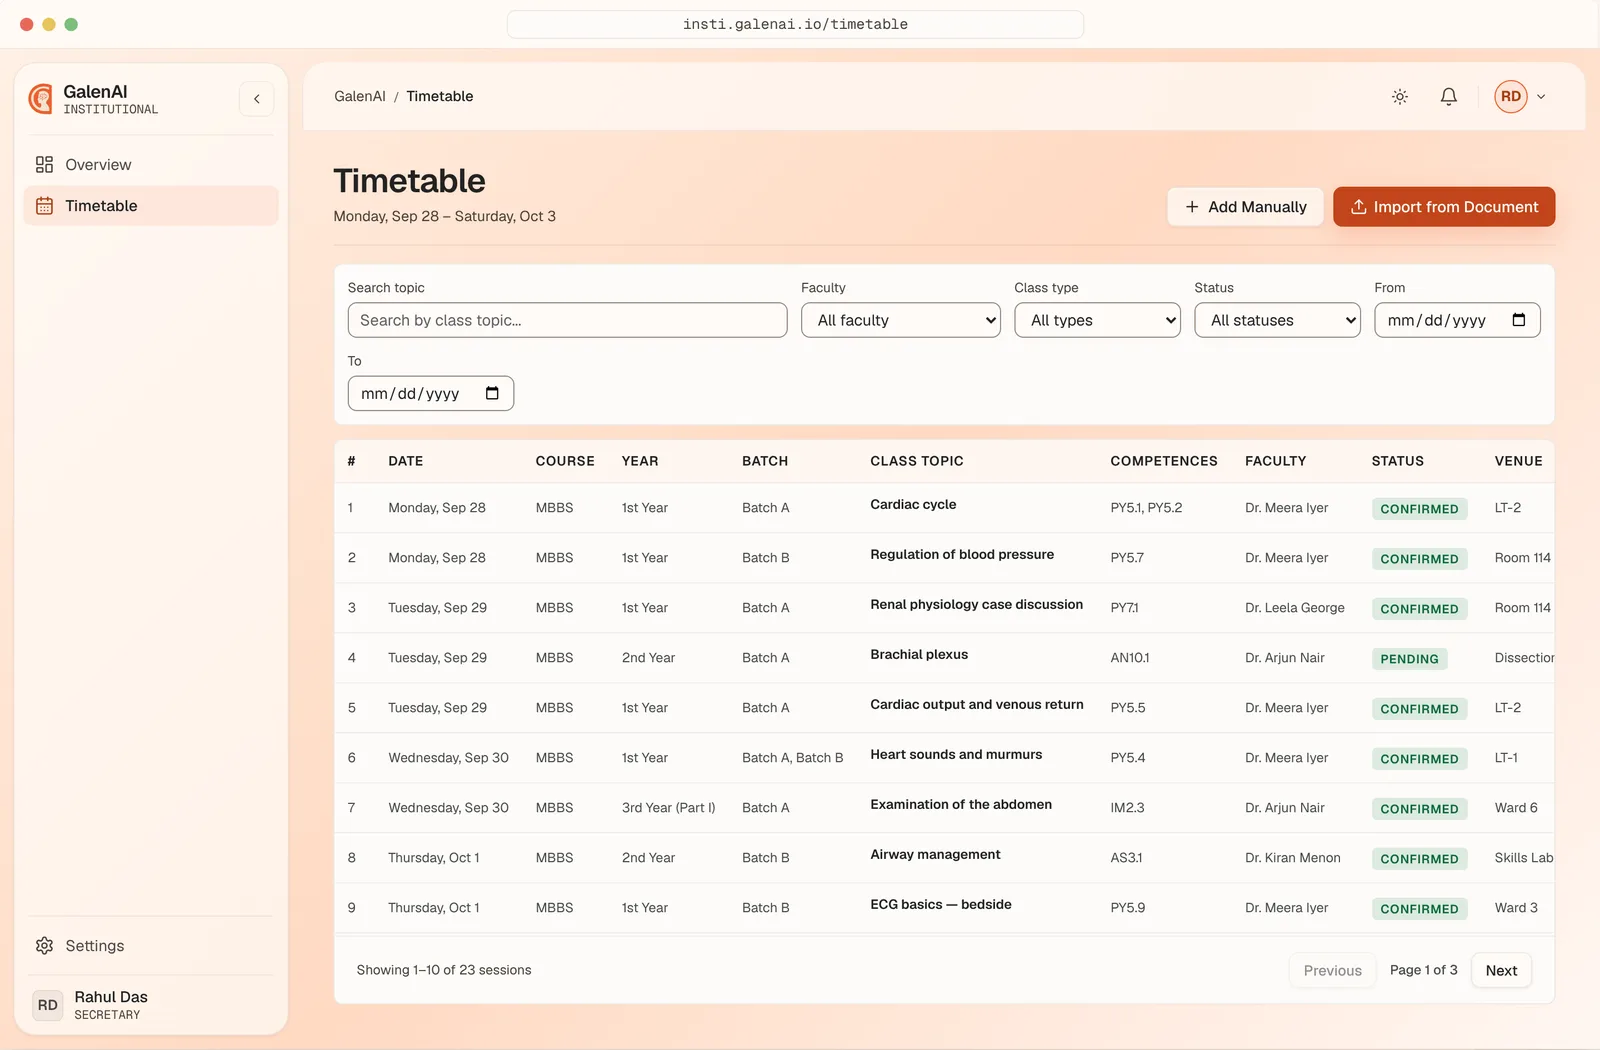 insti.galenai.io/timetable
GalenAI
INSTITUTIONAL
Overview
Timetable
Settings
RD
Rahul Das
SECRETARY
GalenAI / Timetable
RD
Timetable
Monday, Sep 28 – Saturday, Oct 3
+ Add Manually
Import from Document
Search topic
Search by class topic...
Faculty
All faculty
Class type
All types
Status
All statuses
From
mm/dd/yyyy
To
mm/dd/yyyy
# DATE COURSE YEAR BATCH CLASS TOPIC COMPETENCES FACULTY STATUS VENUE
1 Monday, Sep 28 MBBS 1st Year Batch A Cardiac cycle PY5.1, PY5.2 Dr. Meera Iyer CONFIRMED LT-2
2 Monday, Sep 28 MBBS 1st Year Batch B Regulation of blood pressure PY5.7 Dr. Meera Iyer CONFIRMED Room 114
3 Tuesday, Sep 29 MBBS 1st Year Batch A Renal physiology case discussion PY7.1 Dr. Leela George CONFIRMED Room 114
4 Tuesday, Sep 29 MBBS 2nd Year Batch A Brachial plexus AN10.1 Dr. Arjun Nair PENDING Dissection
5 Tuesday, Sep 29 MBBS 1st Year Batch A Cardiac output and venous return PY5.5 Dr. Meera Iyer CONFIRMED LT-2
6 Wednesday, Sep 30 MBBS 1st Year Batch A, Batch B Heart sounds and murmurs PY5.4 Dr. Meera Iyer CONFIRMED LT-1
7 Wednesday, Sep 30 MBBS 3rd Year (Part I) Batch A Examination of the abdomen IM2.3 Dr. Arjun Nair CONFIRMED Ward 6
8 Thursday, Oct 1 MBBS 2nd Year Batch B Airway management AS3.1 Dr. Kiran Menon CONFIRMED Skills Lab
9 Thursday, Oct 1 MBBS 1st Year Batch B ECG basics — bedside PY5.9 Dr. Meera Iyer CONFIRMED Ward 3
Showing 1–10 of 23 sessions
Previous
Page 1 of 3
Next